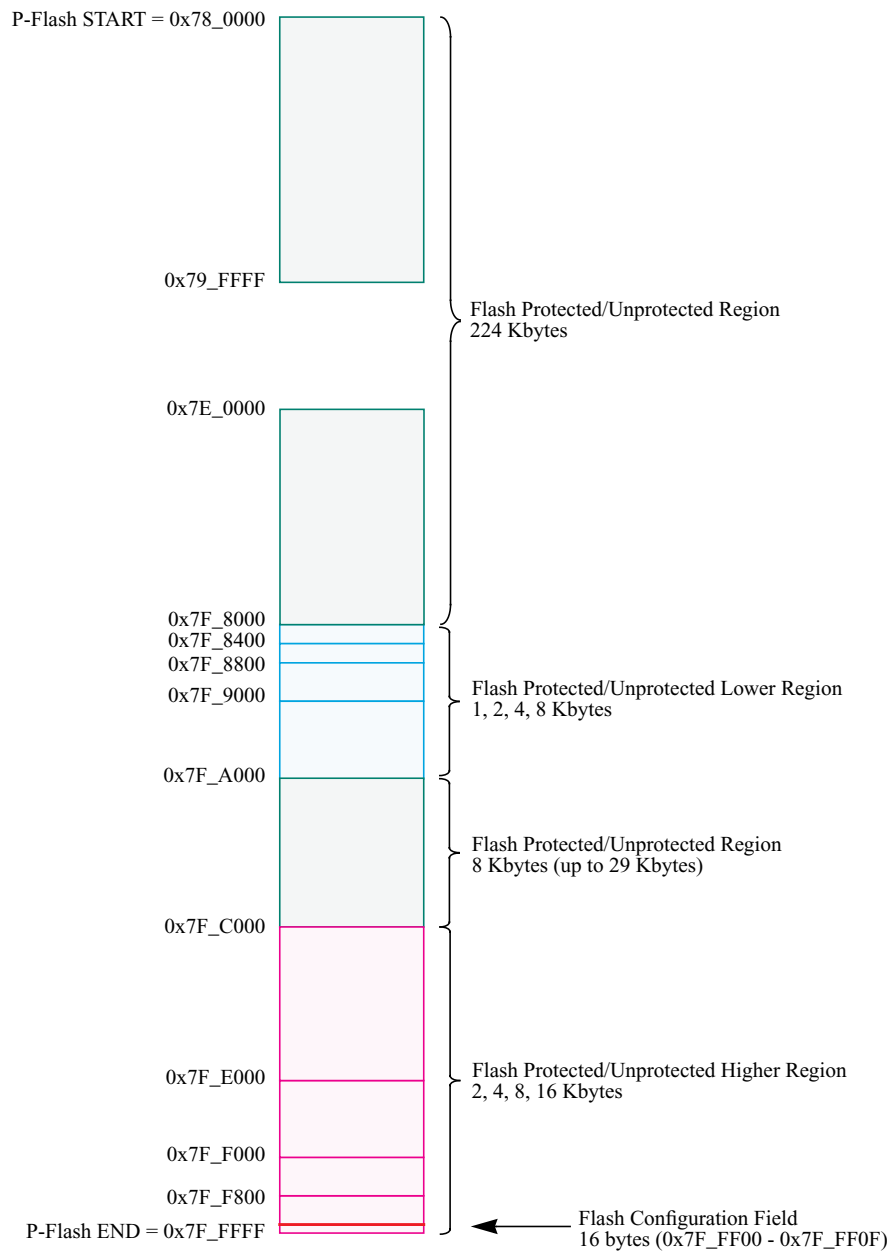 P-Flash START = 0x78_0000
0x79_FFFF
Flash Protected/Unprotected Region
224 Kbytes
0x7E_0000
0x7F_8000
0x7F_8400
0x7F_8800
0x7F_9000
Flash Protected/Unprotected Lower Region
1, 2, 4, 8 Kbytes
0x7F_A000
Flash Protected/Unprotected Region
8 Kbytes (up to 29 Kbytes)
0x7F_C000
0x7F_E000
Flash Protected/Unprotected Higher Region
2, 4, 8, 16 Kbytes
0x7F_F000
0x7F_F800
P-Flash END = 0x7F_FFFF
Flash Configuration Field
16 bytes (0x7F_FF00 - 0x7F_FF0F)